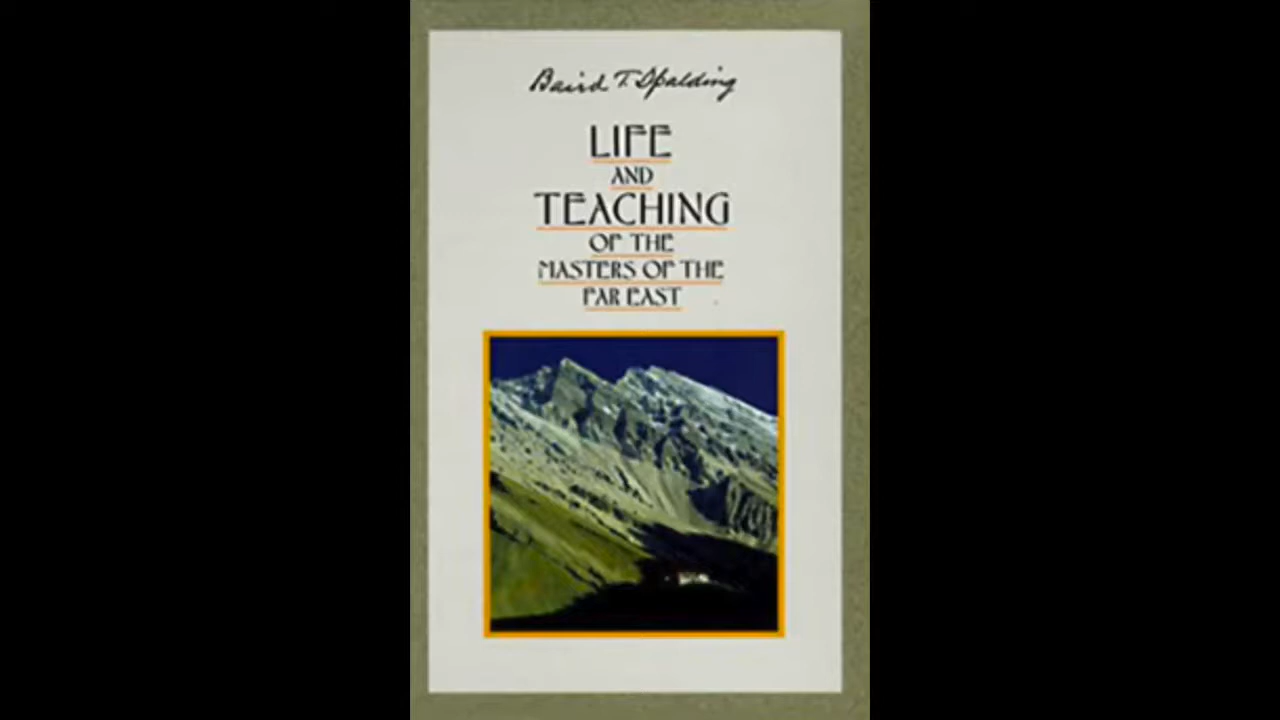 Baird T. Spalding
LIFE
AND
TEACHING
OF THE
MASTERS OF THE
FAR EAST